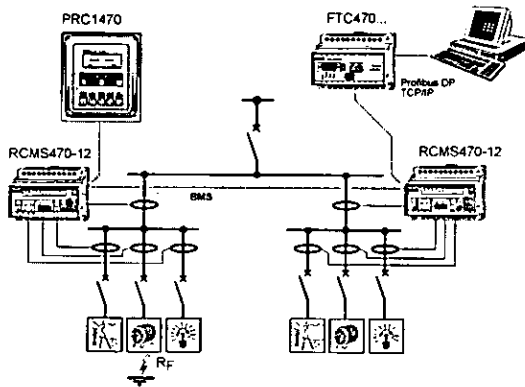 PRC1470
FTC470...
Profibus DP
TCP/IP
RCMS470-12
RCMS470-12
BMS
RF